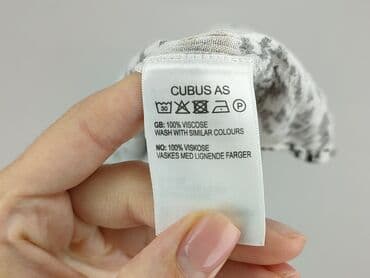 CUBUS AS
30 P
GB: 100% VISCOSE
WASH WITH SIMILAR COLOURS
NO: 100% VISKOSE
VASKES MED LIGNENDE FARGER